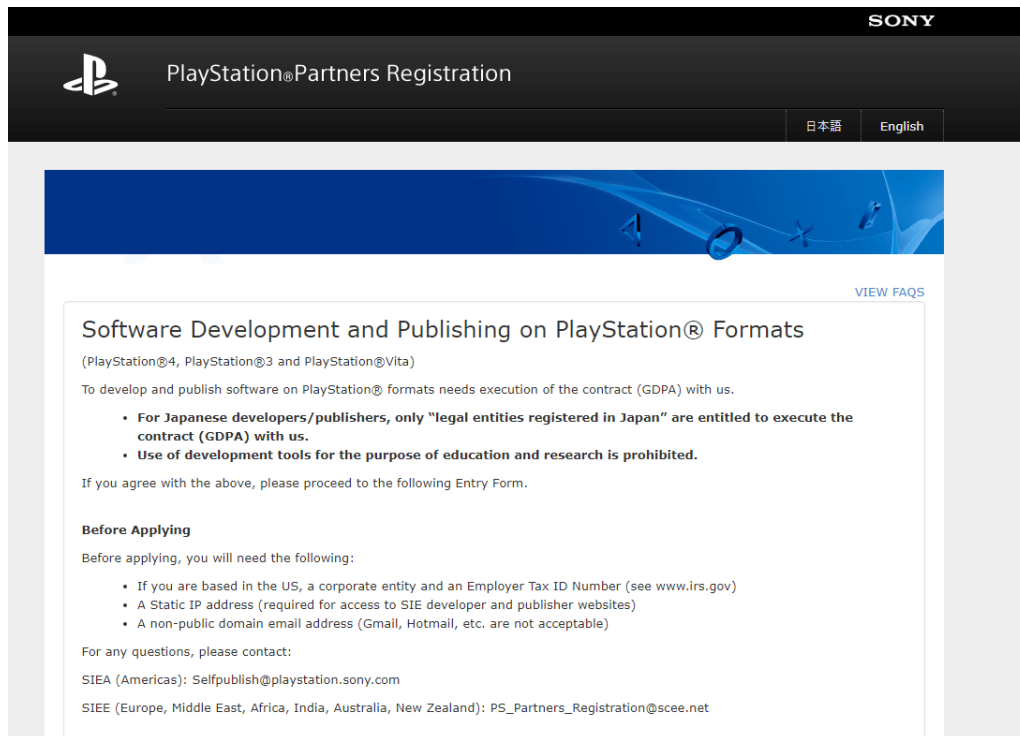 SONY
PlayStation®Partners Registration
日本語
English
VIEW FAQS
Software Development and Publishing on PlayStation® Formats
(PlayStation®4, PlayStation®3 and PlayStation®Vita)
To develop and publish software on PlayStation® formats needs execution of the contract (GDPA) with us.
• For Japanese developers/publishers, only “legal entities registered in Japan” are entitled to execute the
contract (GDPA) with us.
• Use of development tools for the purpose of education and research is prohibited.
If you agree with the above, please proceed to the following Entry Form.
Before Applying
Before applying, you will need the following:
• If you are based in the US, a corporate entity and an Employer Tax ID Number (see www.irs.gov)
• A Static IP address (required for access to SIE developer and publisher websites)
• A non-public domain email address (Gmail, Hotmail, etc. are not acceptable)
For any questions, please contact:
SIEA (Americas): Selfpublish@playstation.sony.com
SIEE (Europe, Middle East, Africa, India, Australia, New Zealand): PS_Partners_Registration@scee.net